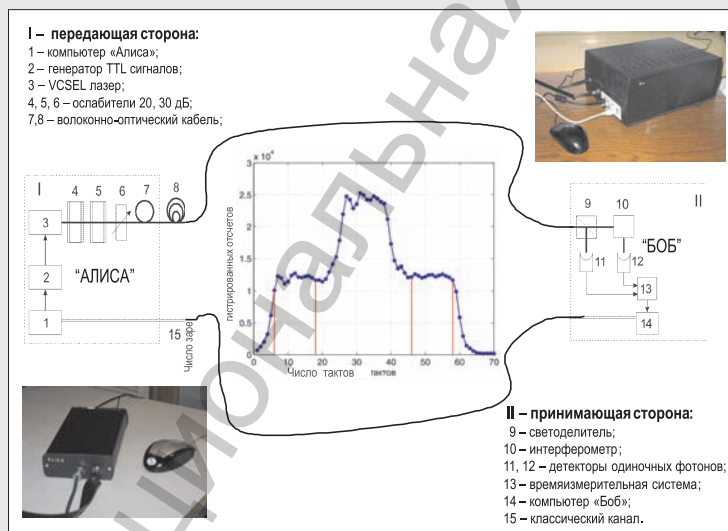 I – передающая сторона:
1 – компьютер «Алиса»;
2 – генератор TTL сигналов;
3 – VCSEL лазер;
4, 5, 6 – ослабители 20, 30 дБ;
7,8 – волоконно-оптический кабель;
I
4 5 6 7 8
3
2
1
"АЛИСА"
15
x 10⁴
3
2.5
2
1.5
1
0.5
0
0 10 20 30 40 50 60 70
Число заре
гистрированных отсчетов
Число тактов
тактов
II
9 10
"БОБ"
11 12
13
14
II – принимающая сторона:
9 – светоделитель;
10 – интерферометр;
11, 12 – детекторы одиночных фотонов;
13 – времяизмерительная система;
14 – компьютер «Боб»;
15 – классический канал.